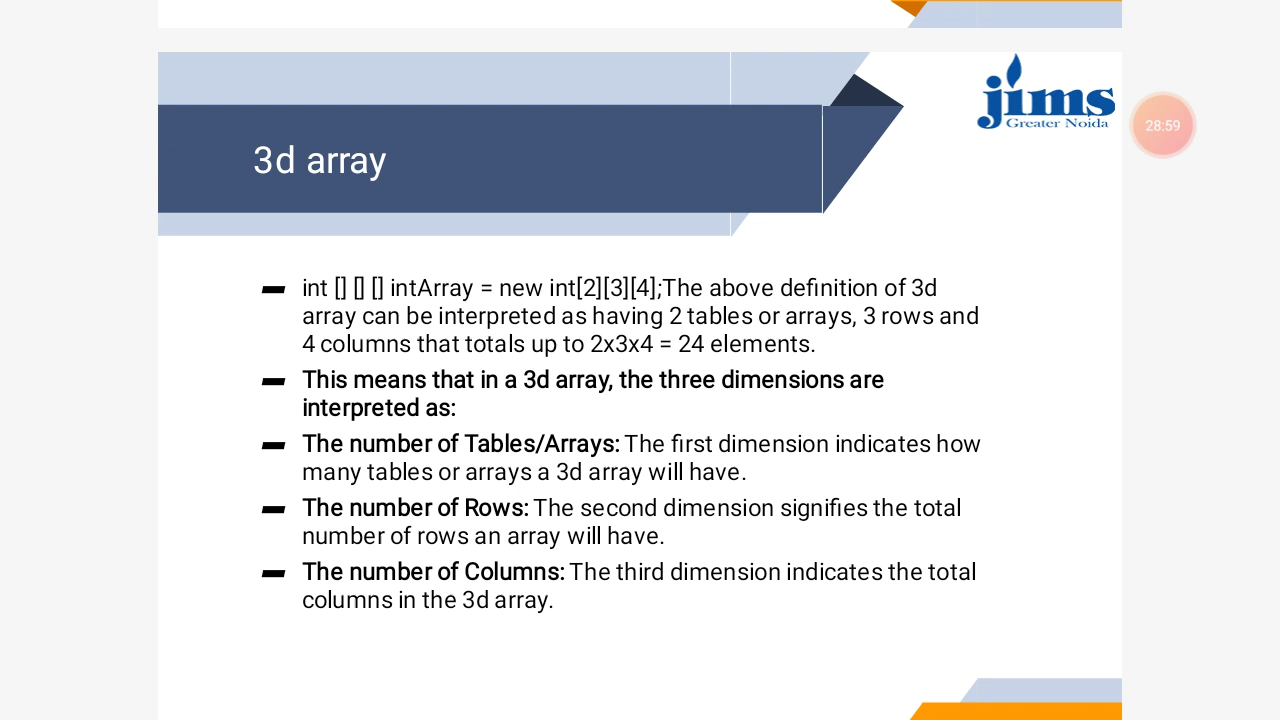 jims
Greater Noida
28:59
3d array
int [] [] [] intArray = new int[2][3][4];The above definition of 3d
array can be interpreted as having 2 tables or arrays, 3 rows and
4 columns that totals up to 2x3x4 = 24 elements.
This means that in a 3d array, the three dimensions are
interpreted as:
The number of Tables/Arrays: The first dimension indicates how
many tables or arrays a 3d array will have.
The number of Rows: The second dimension signifies the total
number of rows an array will have.
The number of Columns: The third dimension indicates the total
columns in the 3d array.